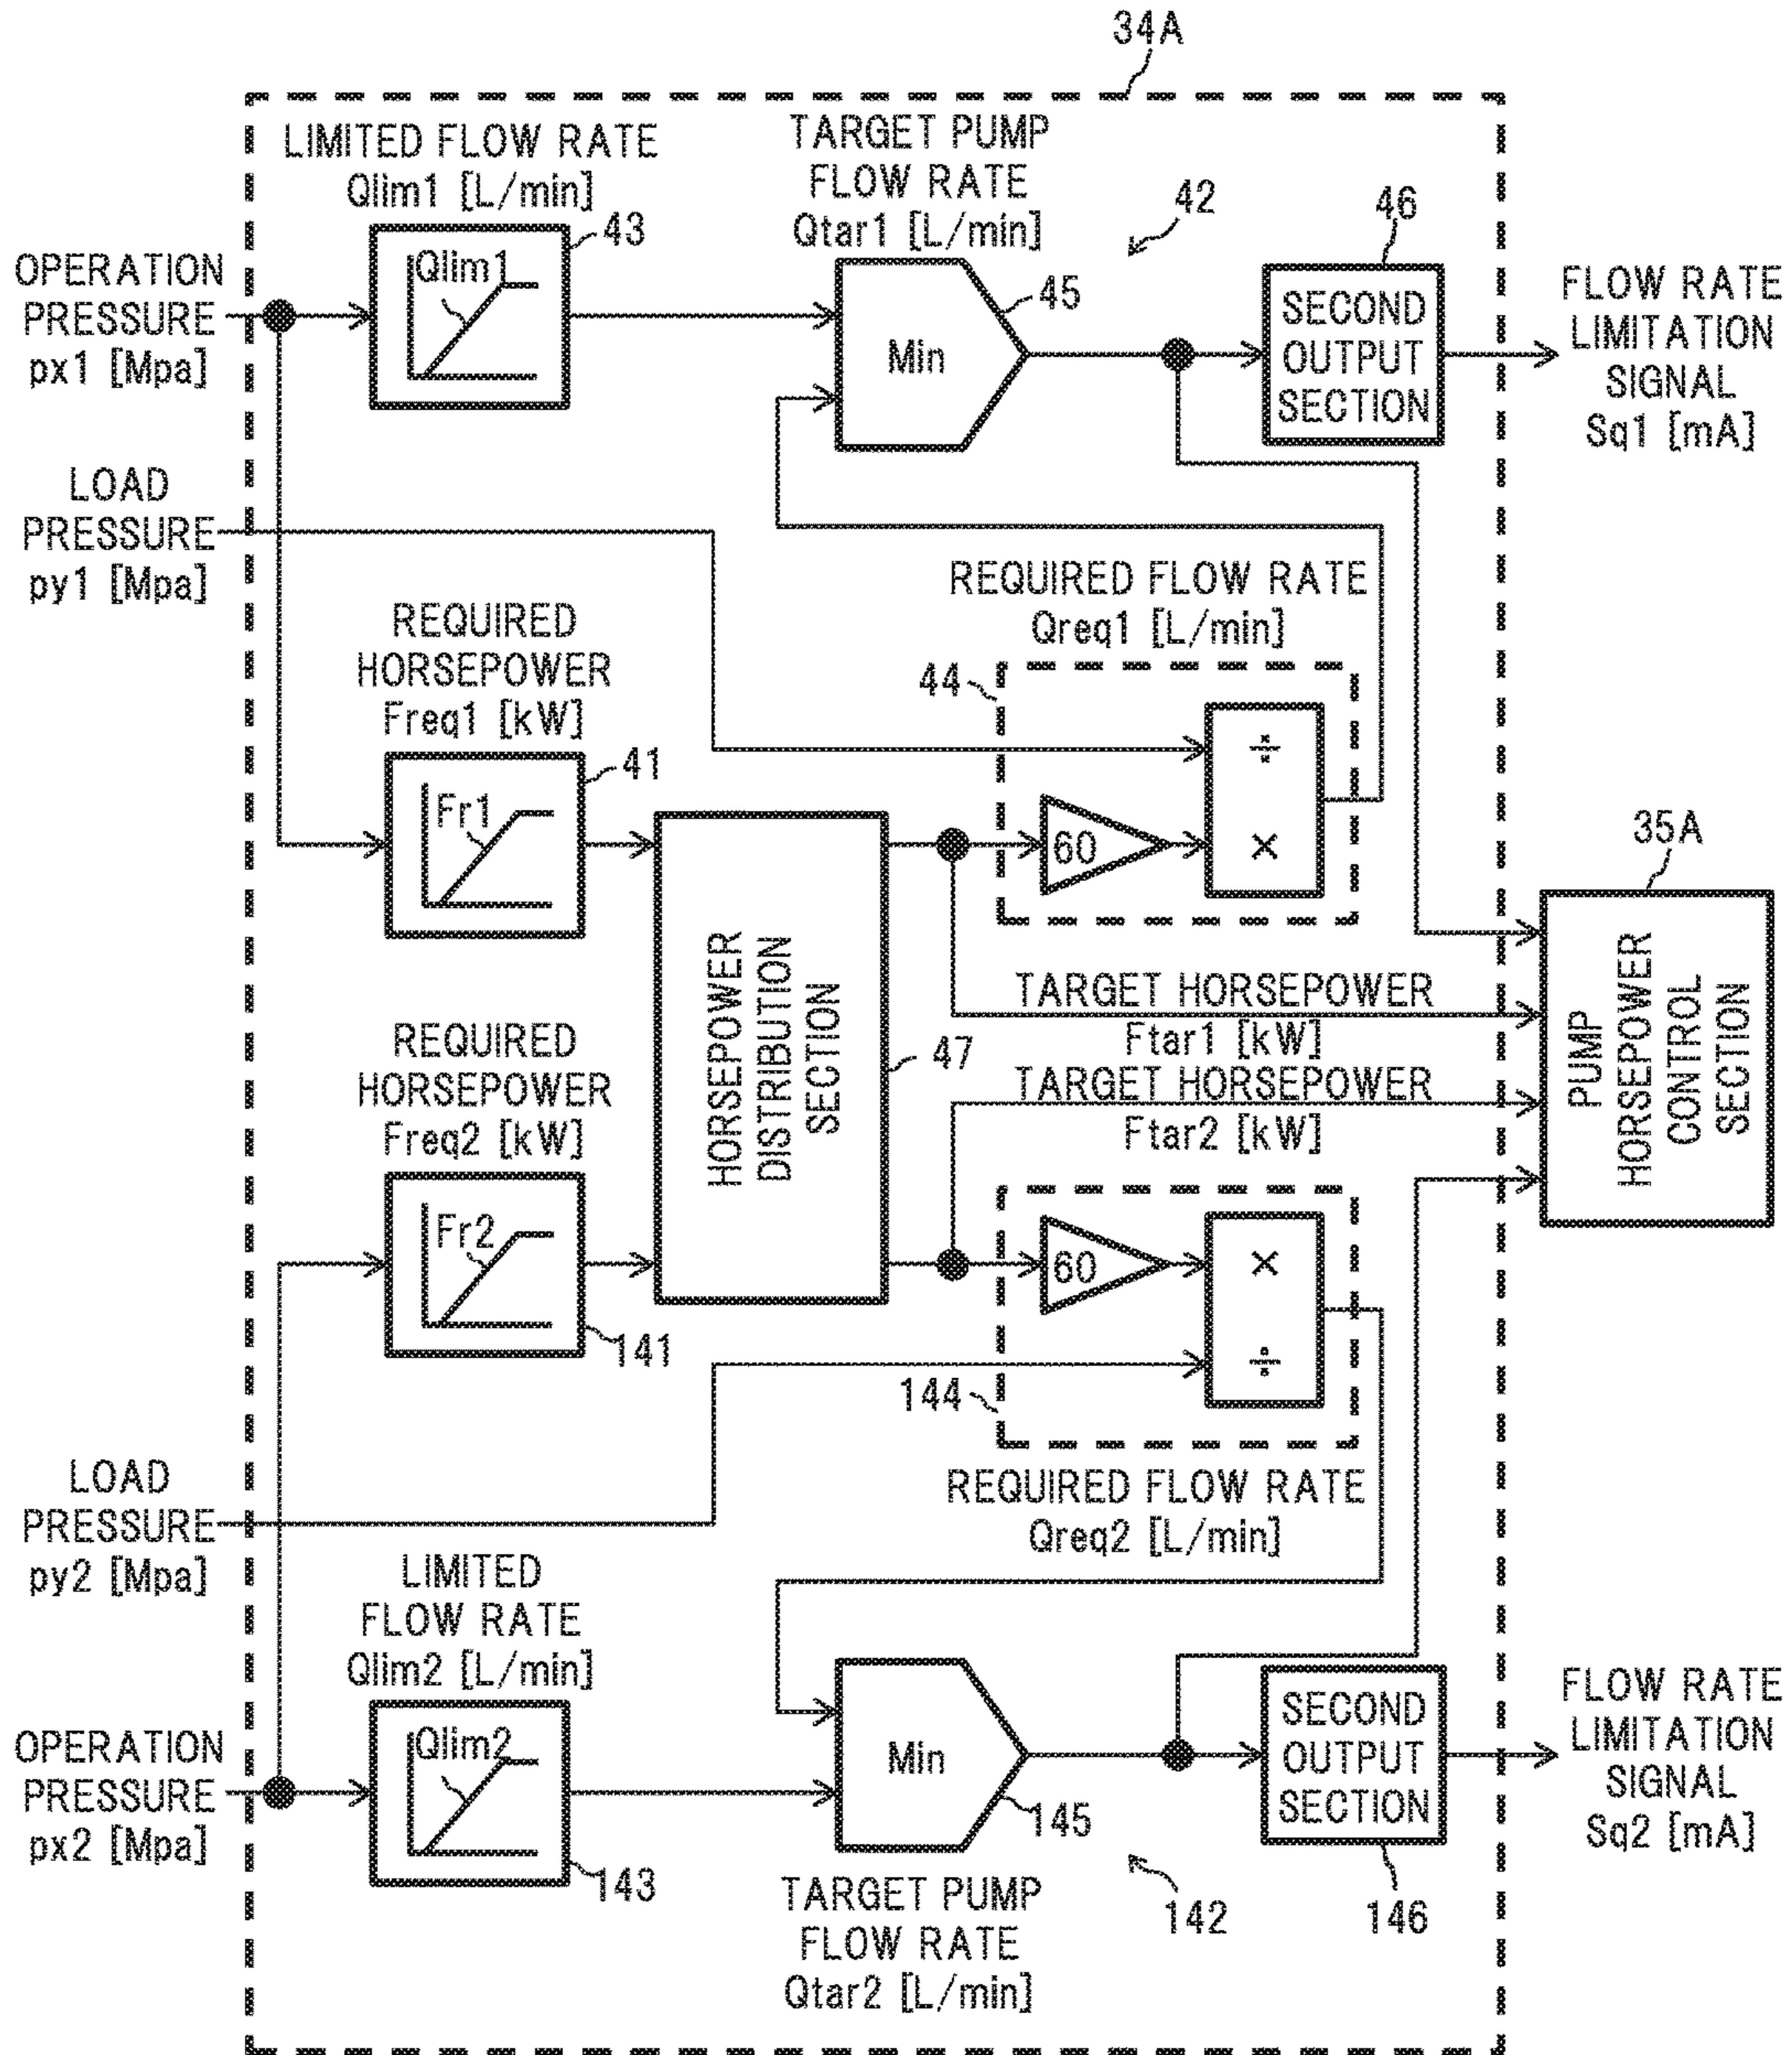 34A
LIMITED FLOW RATE
Qlim1 [L/min]
43
Qlim1
TARGET PUMP
FLOW RATE
Qtar1 [L/min]
42
46
45
Min
SECOND
OUTPUT
SECTION
OPERATION
PRESSURE
px1 [Mpa]
FLOW RATE
LIMITATION
SIGNAL
Sq1 [mA]
LOAD
PRESSURE
py1 [Mpa]
REQUIRED
HORSEPOWER
Freq1 [kW]
41
Fr1
REQUIRED FLOW RATE
Qreq1 [L/min]
44
÷
60
×
35A
PUMP
HORSEPOWER
CONTROL
SECTION
HORSEPOWER
DISTRIBUTION
SECTION
47
TARGET HORSEPOWER
Ftar1 [kW]
TARGET HORSEPOWER
Ftar2 [kW]
REQUIRED
HORSEPOWER
Freq2 [kW]
Fr2
141
60
×
÷
144
REQUIRED FLOW RATE
Qreq2 [L/min]
LOAD
PRESSURE
py2 [Mpa]
LIMITED
FLOW RATE
Qlim2 [L/min]
Qlim2
143
OPERATION
PRESSURE
px2 [Mpa]
Min
145
TARGET PUMP
FLOW RATE
Qtar2 [L/min]
142
SECOND
OUTPUT
SECTION
146
FLOW RATE
LIMITATION
SIGNAL
Sq2 [mA]